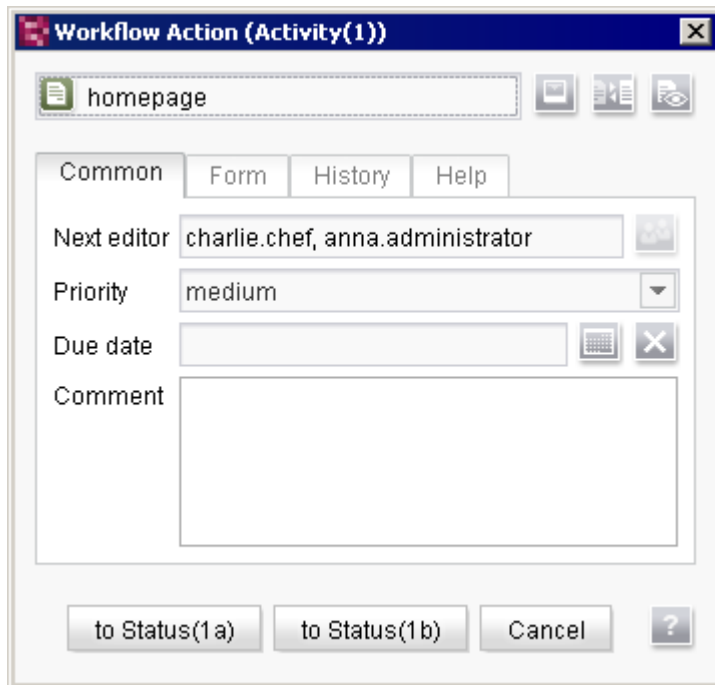 Workflow Action (Activity(1))
homepage
Common Form History Help
Next editor charlie.chef, anna.administrator
Priority medium
Due date
Comment
to Status(1a) to Status(1b) Cancel ?